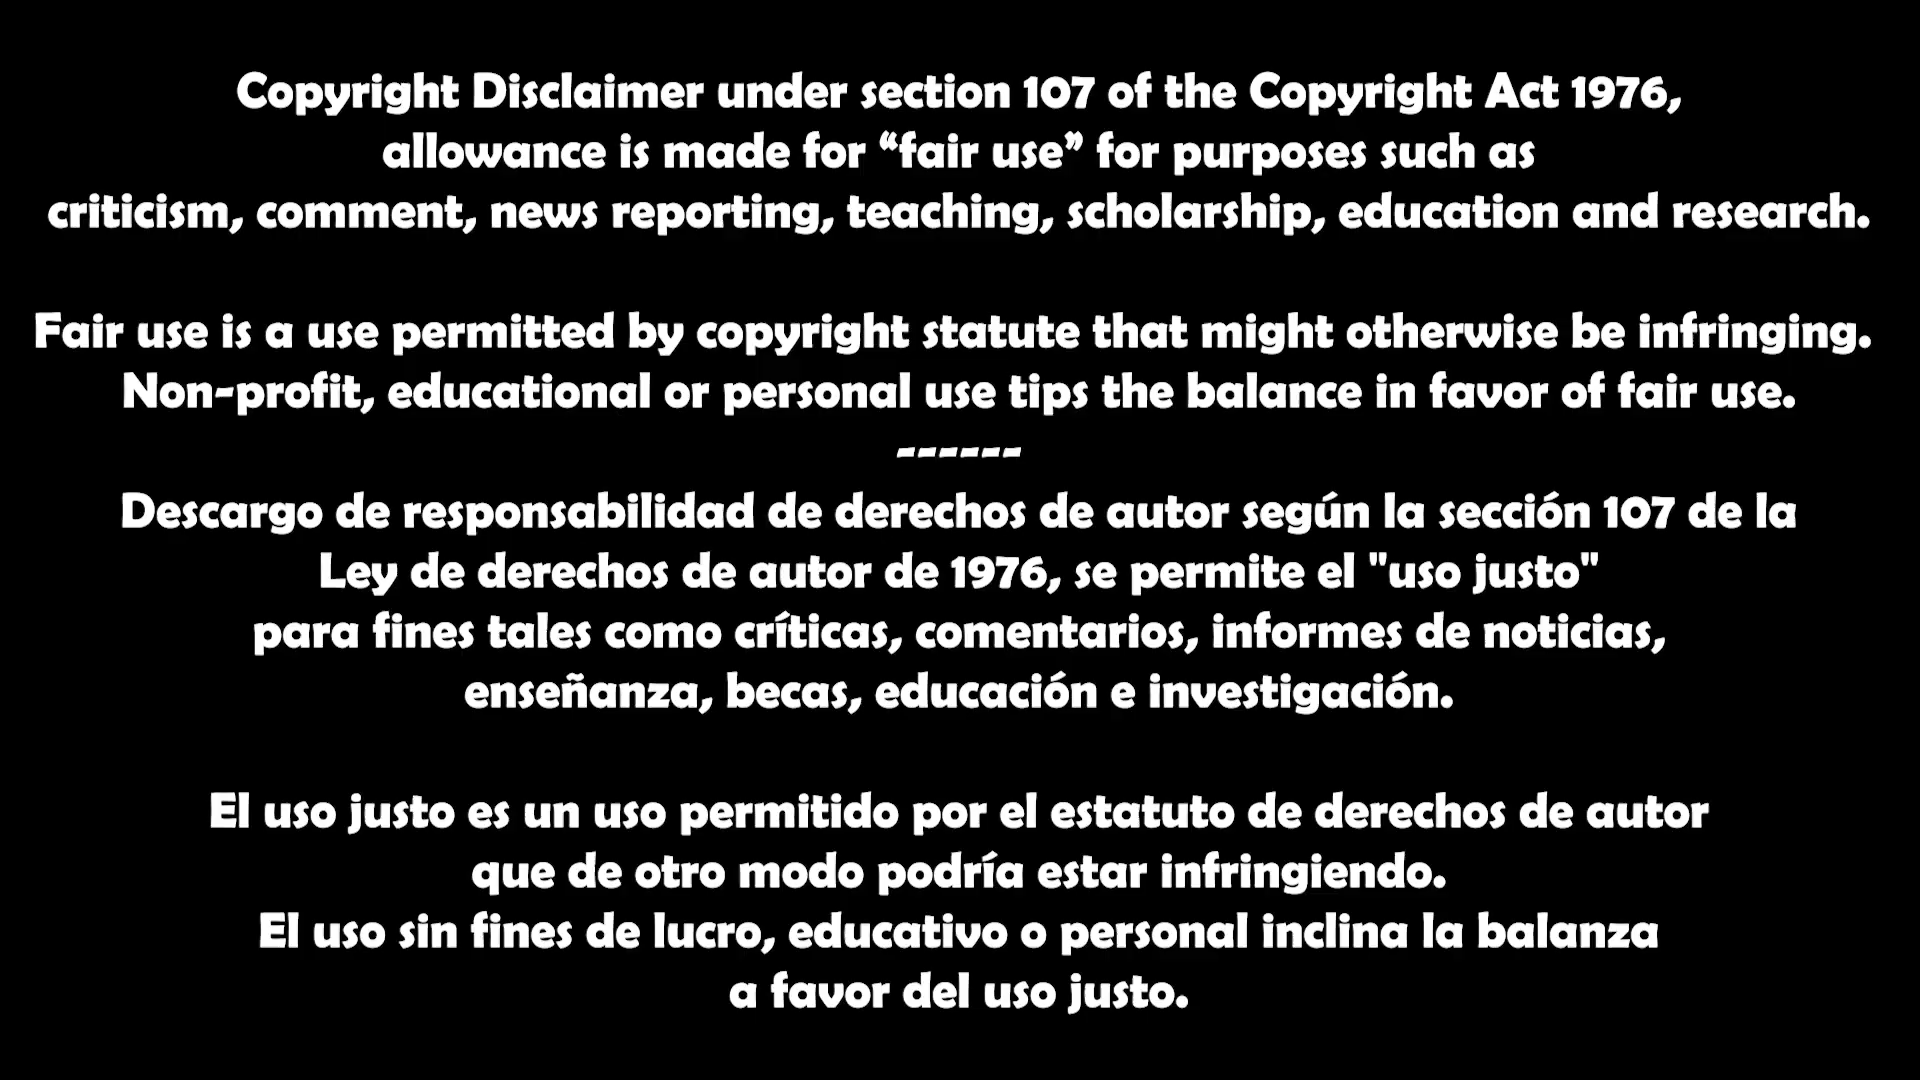 Copyright Disclaimer under section 107 of the Copyright Act 1976,
allowance is made for “fair use” for purposes such as
criticism, comment, news reporting, teaching, scholarship, education and research.
Fair use is a use permitted by copyright statute that might otherwise be infringing.
Non-profit, educational or personal use tips the balance in favor of fair use.
------
Descargo de responsabilidad de derechos de autor según la sección 107 de la
Ley de derechos de autor de 1976, se permite el "uso justo"
para fines tales como críticas, comentarios, informes de noticias,
enseñanza, becas, educación e investigación.
El uso justo es un uso permitido por el estatuto de derechos de autor
que de otro modo podría estar infringiendo.
El uso sin fines de lucro, educativo o personal inclina la balanza
a favor del uso justo.